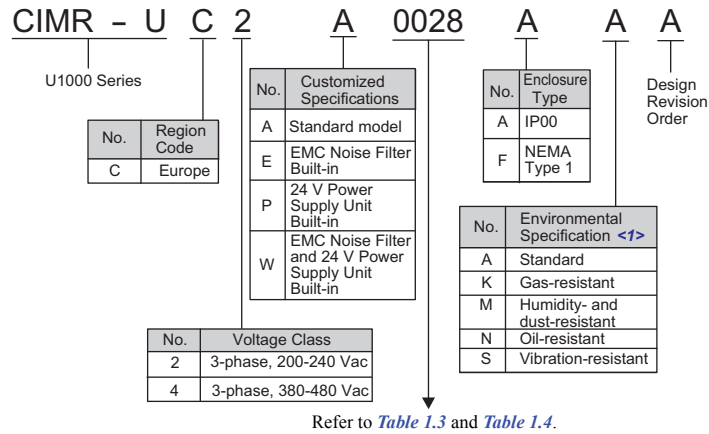 CIMR - U C 2 A 0028 A A A
U1000 Series
Design
Revision
Order
No. Region
Code
C Europe
No. Customized
Specifications
A Standard model
E EMC Noise Filter
Built-in
P 24 V Power
Supply Unit
Built-in
W EMC Noise Filter
and 24 V Power
Supply Unit
Built-in
No. Enclosure
Type
A IP00
F NEMA
Type 1
No. Environmental
Specification <1>
A Standard
K Gas-resistant
M Humidity- and
dust-resistant
N Oil-resistant
S Vibration-resistant
No. Voltage Class
2 3-phase, 200-240 Vac
4 3-phase, 380-480 Vac
Refer to Table 1.3 and Table 1.4.